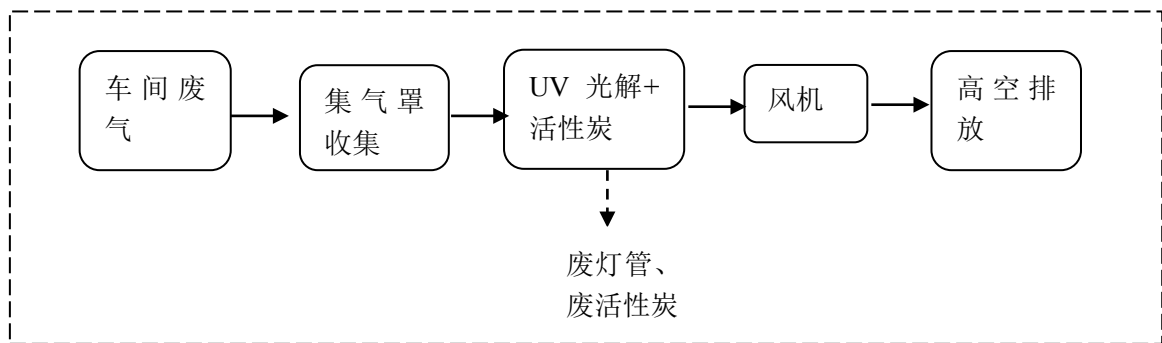 车间废
气
集气罩
收集
UV 光解+
活性炭
风机
高空排
放
废灯管、
废活性炭